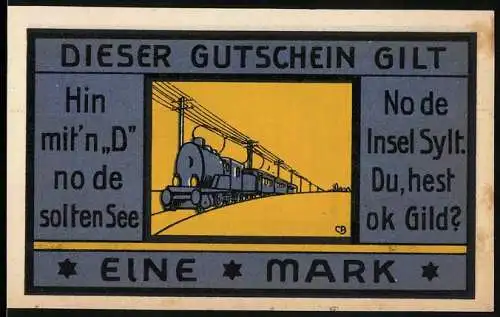 DIESER GUTSCHEIN GILT
Hin
mit'n „D"
no de
solten See
No de
Insel Sylt.
Du, hest
ok Gild?
CB
EINE MARK